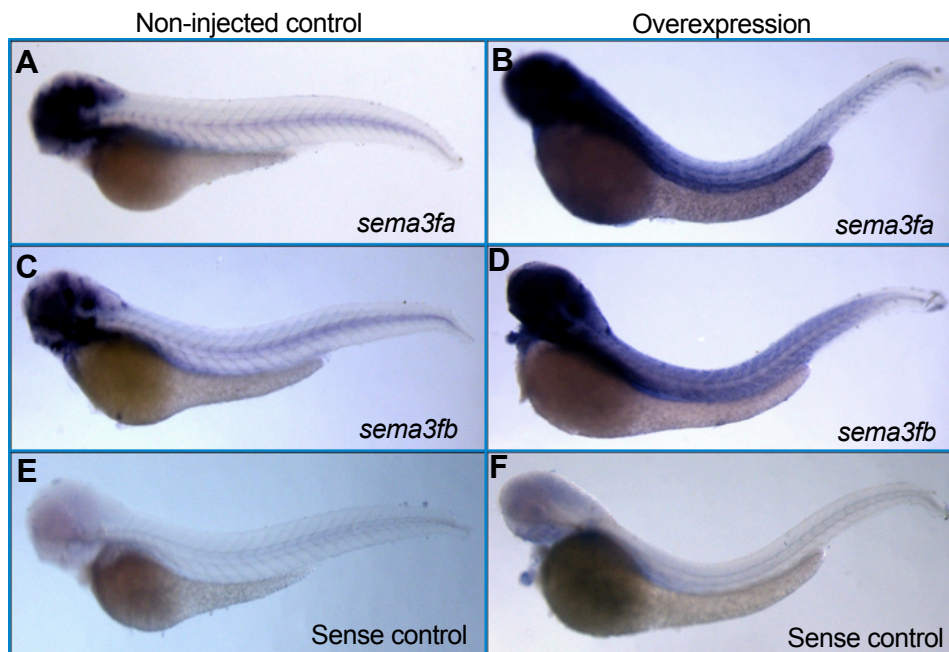 Non-injected control
Overexpression
A
B
sema3fa
sema3fa
C
D
sema3fb
sema3fb
E
F
Sense control
Sense control